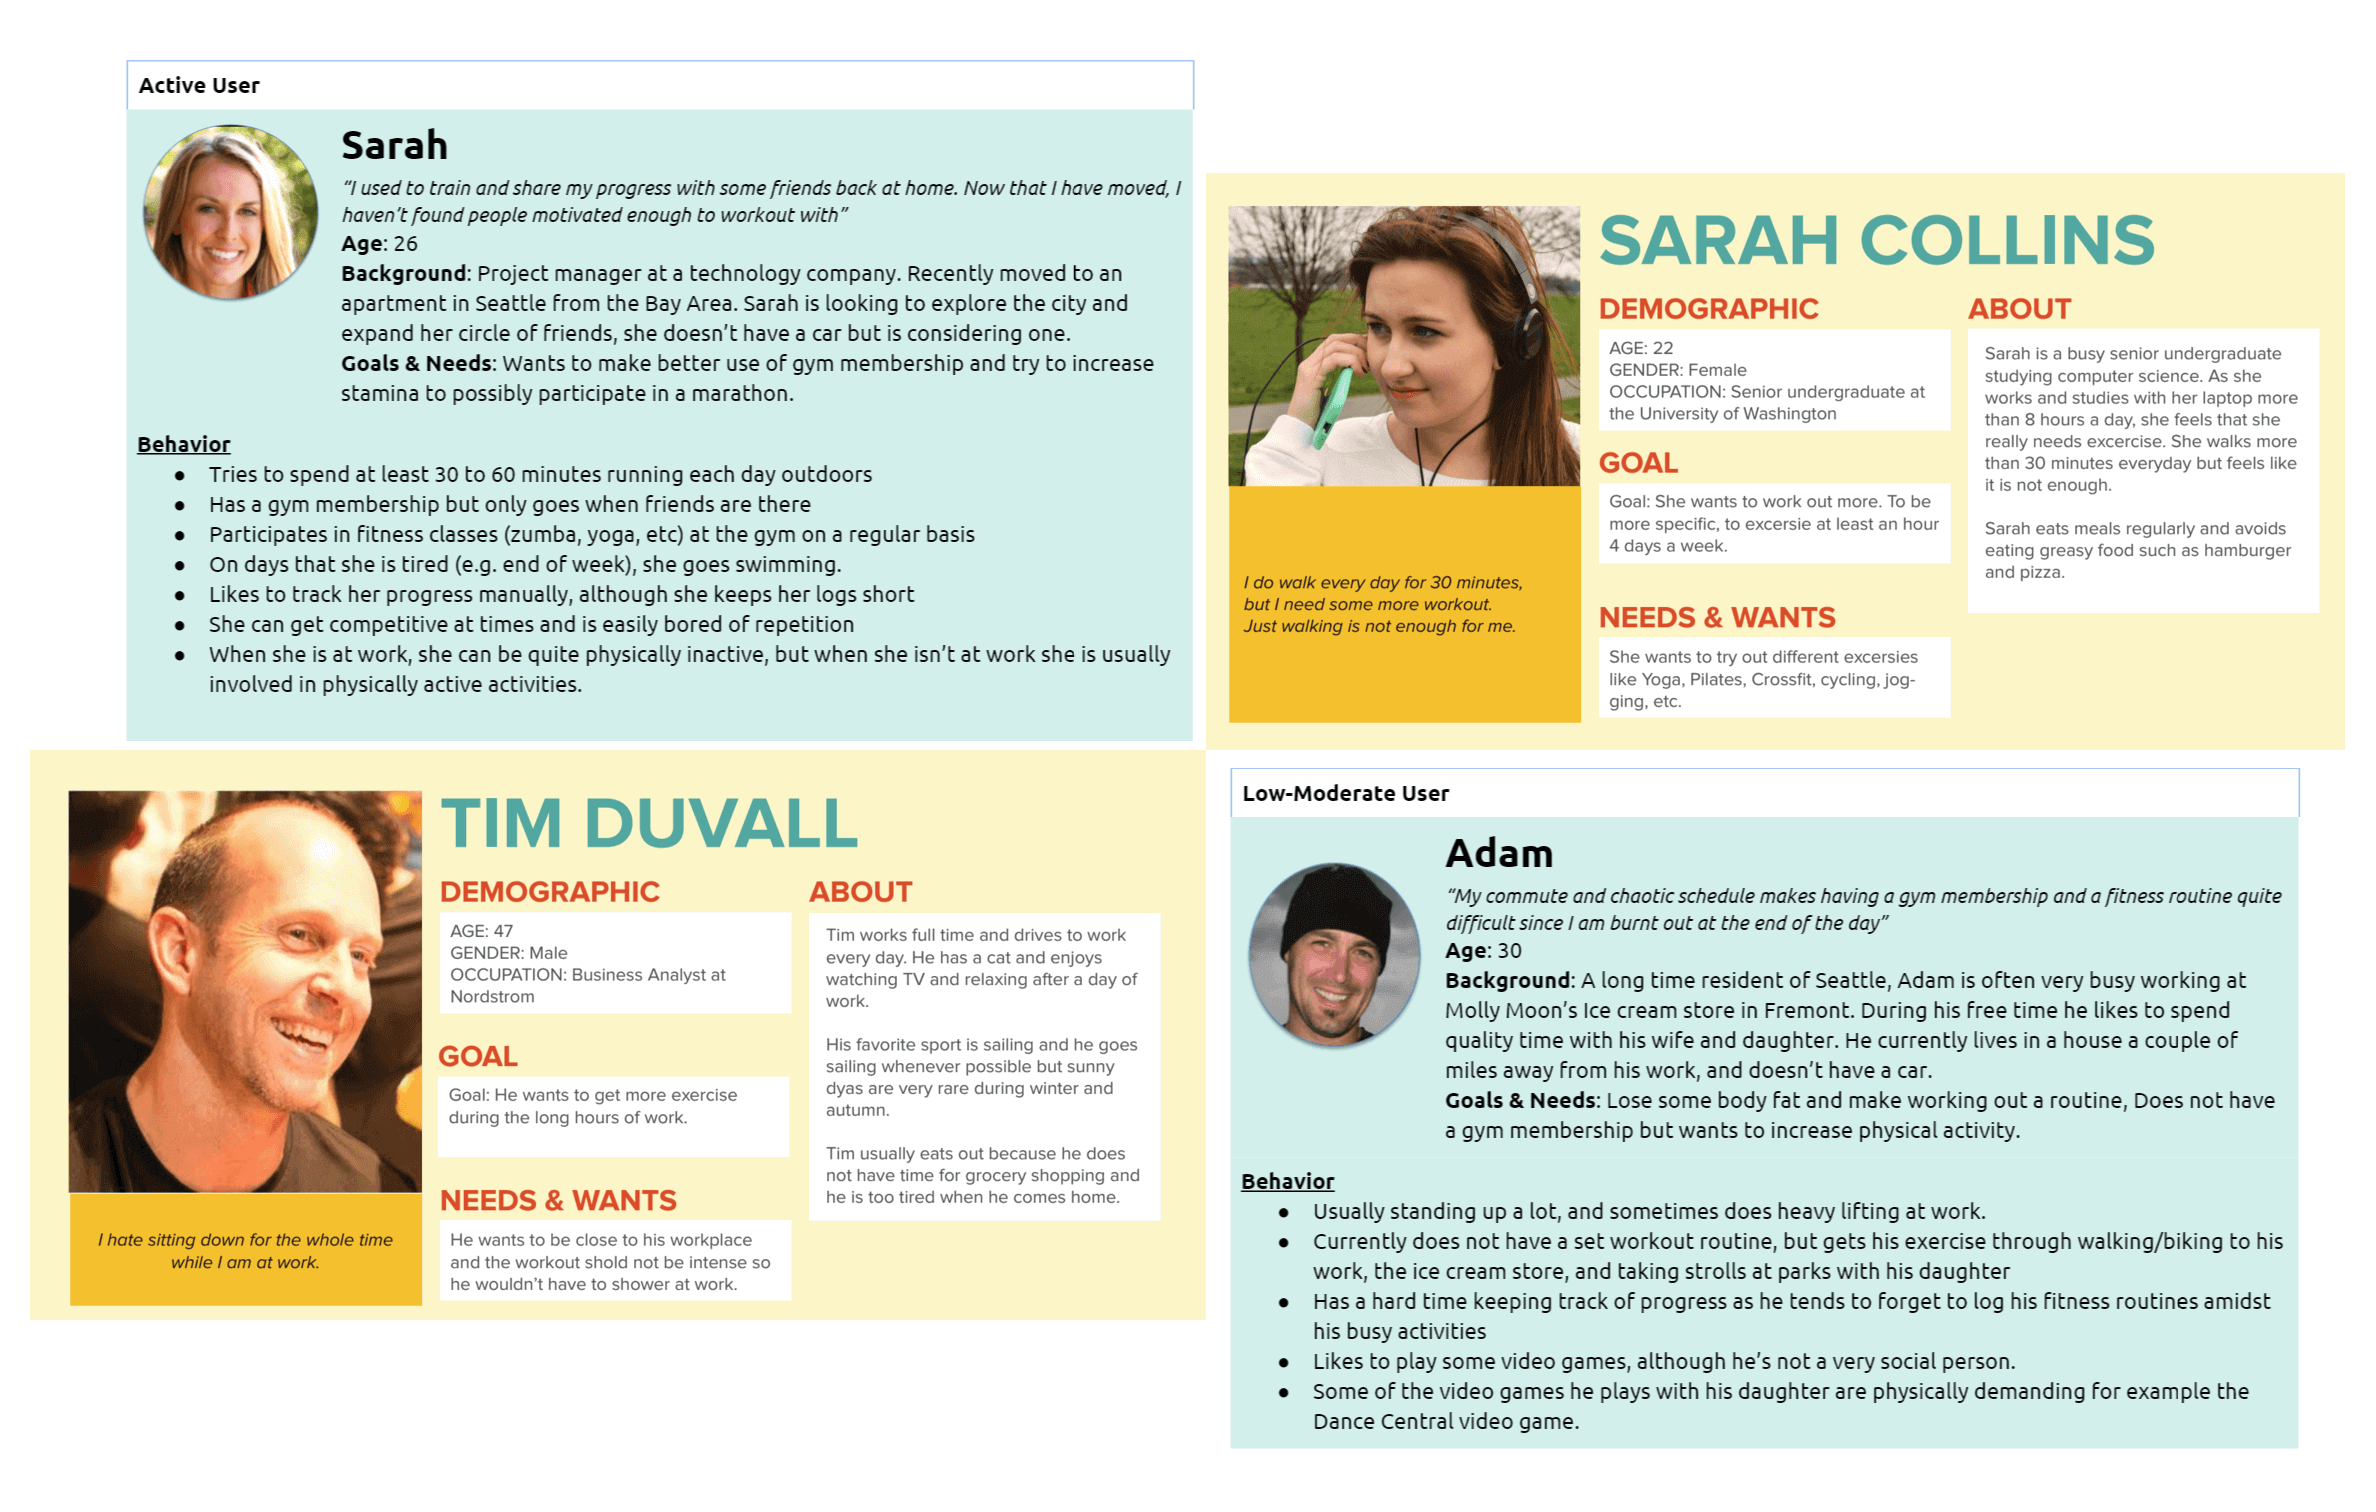 Active User
Sarah
“I used to train and share my progress with some friends back at home. Now that I have moved, I
haven’t found people motivated enough to workout with”
Age: 26
Background: Project manager at a technology company. Recently moved to an
apartment in Seattle from the Bay Area. Sarah is looking to explore the city and
expand her circle of friends, she doesn’t have a car but is considering one.
Goals & Needs: Wants to make better use of gym membership and try to increase
stamina to possibly participate in a marathon.
Behavior
● Tries to spend at least 30 to 60 minutes running each day outdoors
● Has a gym membership but only goes when friends are there
● Participates in fitness classes (zumba, yoga, etc) at the gym on a regular basis
● On days that she is tired (e.g. end of week), she goes swimming.
● Likes to track her progress manually, although she keeps her logs short
● She can get competitive at times and is easily bored of repetition
● When she is at work, she can be quite physically inactive, but when she isn’t at work she is usually
involved in physically active activities.
SARAH COLLINS
DEMOGRAPHIC
AGE: 22
GENDER: Female
OCCUPATION: Senior undergraduate at
the University of Washington
GOAL
Goal: She wants to work out more. To be
more specific, to excersie at least an hour
4 days a week.
NEEDS & WANTS
She wants to try out different excersies
like Yoga, Pilates, Crossfit, cycling, jog-
ging, etc.
ABOUT
Sarah is a busy senior undergraduate
studying computer science. As she
works and studies with her laptop more
than 8 hours a day, she feels that she
really needs excercise. She walks more
than 30 minutes everyday but feels like
it is not enough.
Sarah eats meals regularly and avoids
eating greasy food such as hamburger
and pizza.
I do walk every day for 30 minutes,
but I need some more workout.
Just walking is not enough for me.
TIM DUVALL
DEMOGRAPHIC
AGE: 47
GENDER: Male
OCCUPATION: Business Analyst at
Nordstrom
GOAL
Goal: He wants to get more exercise
during the long hours of work.
NEEDS & WANTS
He wants to be close to his workplace
and the workout shold not be intense so
he wouldn’t have to shower at work.
ABOUT
Tim works full time and drives to work
every day. He has a cat and enjoys
watching TV and relaxing after a day of
work.
His favorite sport is sailing and he goes
sailing whenever possible but sunny
dyas are very rare during winter and
autumn.
Tim usually eats out because he does
not have time for grocery shopping and
he is too tired when he comes home.
I hate sitting down for the whole time
while I am at work.
Low-Moderate User
Adam
“My commute and chaotic schedule makes having a gym membership and a fitness routine quite
difficult since I am burnt out at the end of the day”
Age: 30
Background: A long time resident of Seattle, Adam is often very busy working at
Molly Moon’s Ice cream store in Fremont. During his free time he likes to spend
quality time with his wife and daughter. He currently lives in a house a couple of
miles away from his work, and doesn’t have a car.
Goals & Needs: Lose some body fat and make working out a routine, Does not have
a gym membership but wants to increase physical activity.
Behavior
● Usually standing up a lot, and sometimes does heavy lifting at work.
● Currently does not have a set workout routine, but gets his exercise through walking/biking to his
work, the ice cream store, and taking strolls at parks with his daughter
● Has a hard time keeping track of progress as he tends to forget to log his fitness routines amidst
his busy activities
● Likes to play some video games, although he’s not a very social person.
● Some of the video games he plays with his daughter are physically demanding for example the
Dance Central video game.